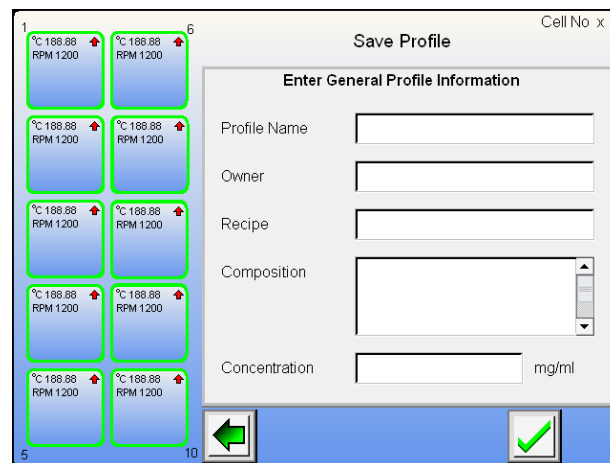 1
6
°C 188.88
RPM 1200
°C 188.88
RPM 1200
°C 188.88
RPM 1200
°C 188.88
RPM 1200
°C 188.88
RPM 1200
°C 188.88
RPM 1200
°C 188.88
RPM 1200
°C 188.88
RPM 1200
°C 188.88
RPM 1200
°C 188.88
RPM 1200
5
10
Cell No x
Save Profile
Enter General Profile Information
Profile Name
Owner
Recipe
Composition
Concentration mg/ml